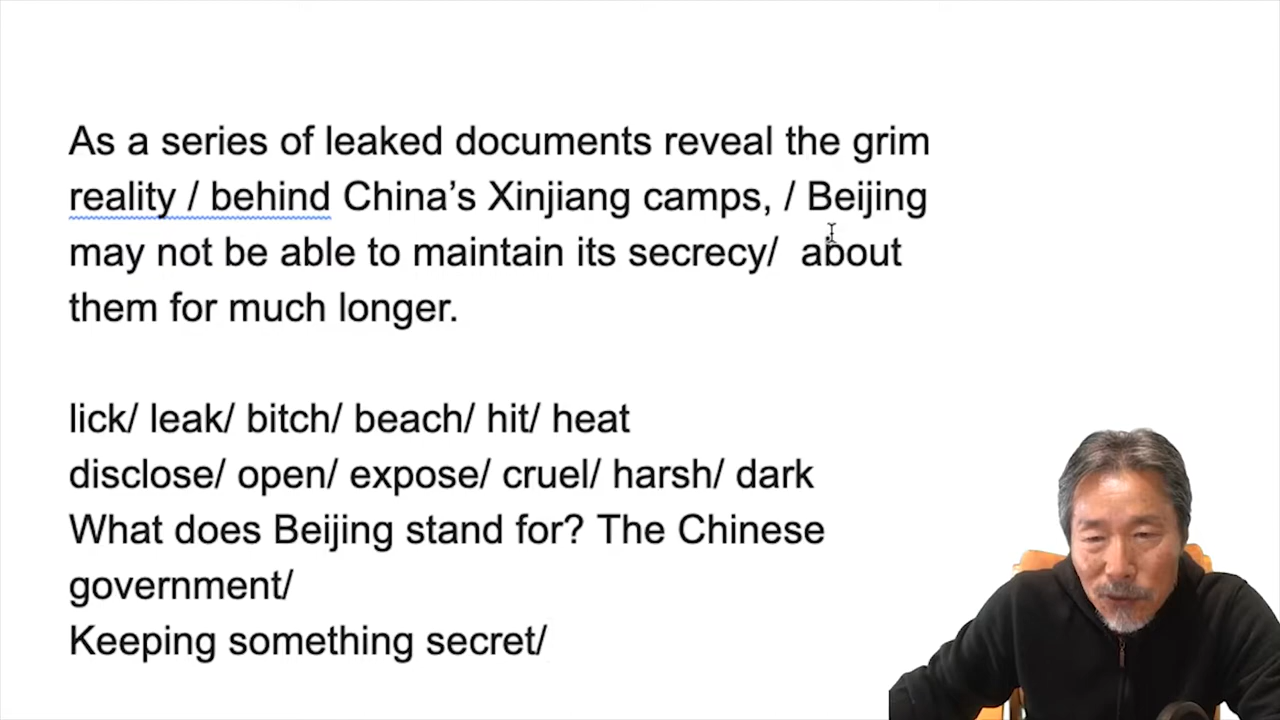 As a series of leaked documents reveal the grim
reality / behind China’s Xinjiang camps, / Beijing
may not be able to maintain its secrecy/  about
them for much longer.
lick/ leak/ bitch/ beach/ hit/ heat
disclose/ open/ expose/ cruel/ harsh/ dark
What does Beijing stand for? The Chinese
government/
Keeping something secret/